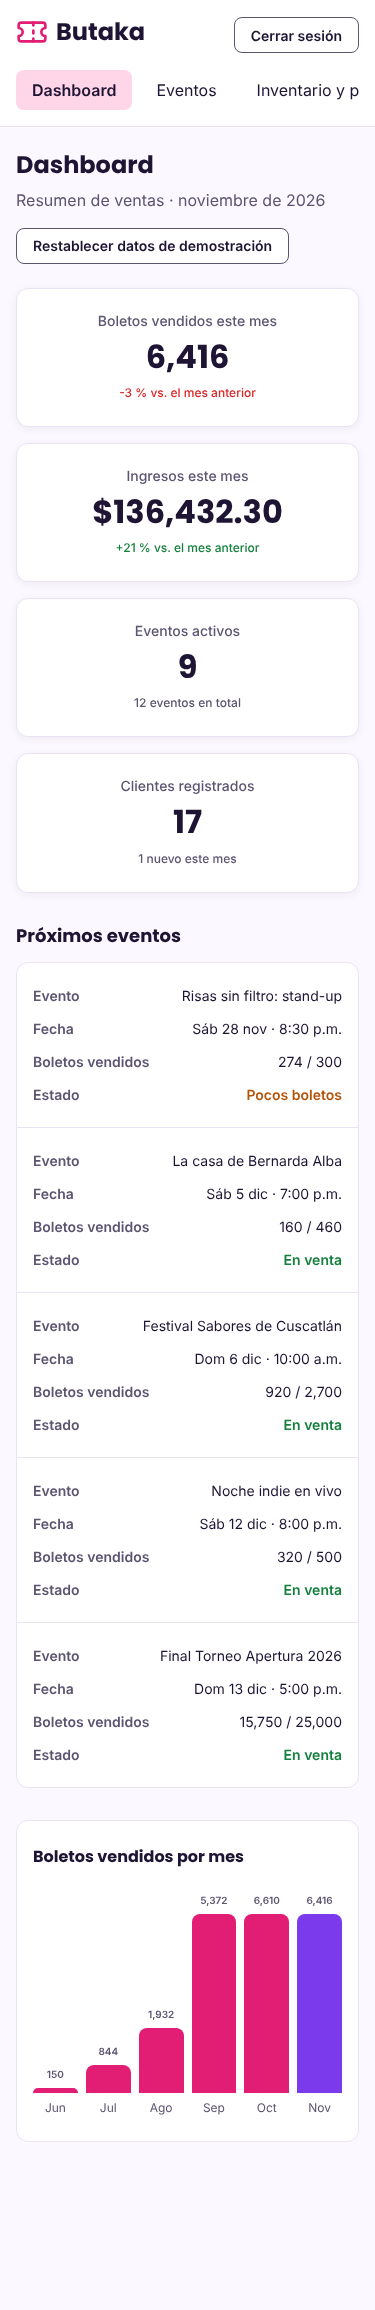 Butaka
Cerrar sesión
Dashboard Eventos Inventario y p
Dashboard
Resumen de ventas · noviembre de 2026
Restablecer datos de demostración
Boletos vendidos este mes
6,416
-3 % vs. el mes anterior
Ingresos este mes
$136,432.30
+21 % vs. el mes anterior
Eventos activos
9
12 eventos en total
Clientes registrados
17
1 nuevo este mes
Próximos eventos
Evento Risas sin filtro: stand-up
Fecha Sáb 28 nov · 8:30 p.m.
Boletos vendidos 274 / 300
Estado Pocos boletos
Evento La casa de Bernarda Alba
Fecha Sáb 5 dic · 7:00 p.m.
Boletos vendidos 160 / 460
Estado En venta
Evento Festival Sabores de Cuscatlán
Fecha Dom 6 dic · 10:00 a.m.
Boletos vendidos 920 / 2,700
Estado En venta
Evento Noche indie en vivo
Fecha Sáb 12 dic · 8:00 p.m.
Boletos vendidos 320 / 500
Estado En venta
Evento Final Torneo Apertura 2026
Fecha Dom 13 dic · 5:00 p.m.
Boletos vendidos 15,750 / 25,000
Estado En venta
Boletos vendidos por mes
150 844 1,932 5,372 6,610 6,416
Jun Jul Ago Sep Oct Nov